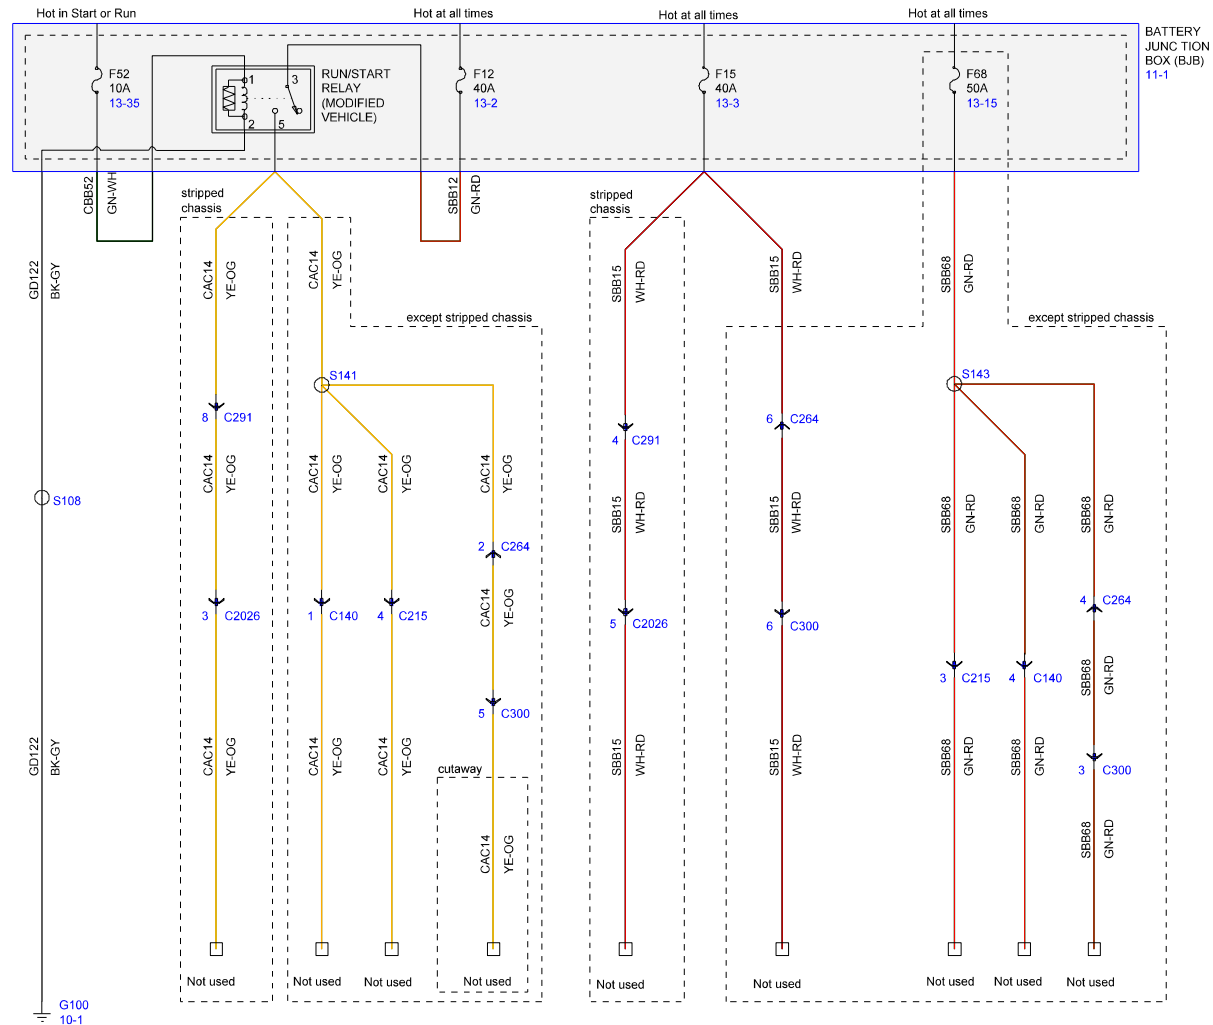 Hot in Start or Run
Hot at all times
Hot at all times
Hot at all times
BATTERY
JUNC TION
BOX (BJB)
11-1
F52
10A
13-35
1
3
2
5
RUN/START
RELAY
(MODIFIED
VEHICLE)
F12
40A
13-2
F15
40A
13-3
F68
50A
13-15
CBB52
GN-WH
SBB12
GN-RD
stripped
chassis
stripped
chassis
GD122
BK-GY
CAC14
YE-OG
CAC14
YE-OG
SBB15
WH-RD
SBB15
WH-RD
SBB68
GN-RD
except stripped chassis
except stripped chassis
S141
S143
8 C291
4 C291
6 C264
CAC14
YE-OG
CAC14
YE-OG
CAC14
YE-OG
CAC14
YE-OG
SBB15
WH-RD
SBB15
WH-RD
SBB68
GN-RD
SBB68
GN-RD
SBB68
GN-RD
S108
2 C264
CAC14
YE-OG
4 C264
3 C2026
1 C140
4 C215
5 C2026
6 C300
3 C215
4 C140
SBB68
GN-RD
5 C300
GD122
BK-GY
CAC14
YE-OG
CAC14
YE-OG
CAC14
YE-OG
SBB15
WH-RD
SBB15
WH-RD
SBB68
GN-RD
SBB68
GN-RD
3 C300
cutaway
CAC14
YE-OG
SBB68
GN-RD
Not used
Not used
Not used
Not used
Not used
Not used
Not used
Not used
Not used
G100
10-1